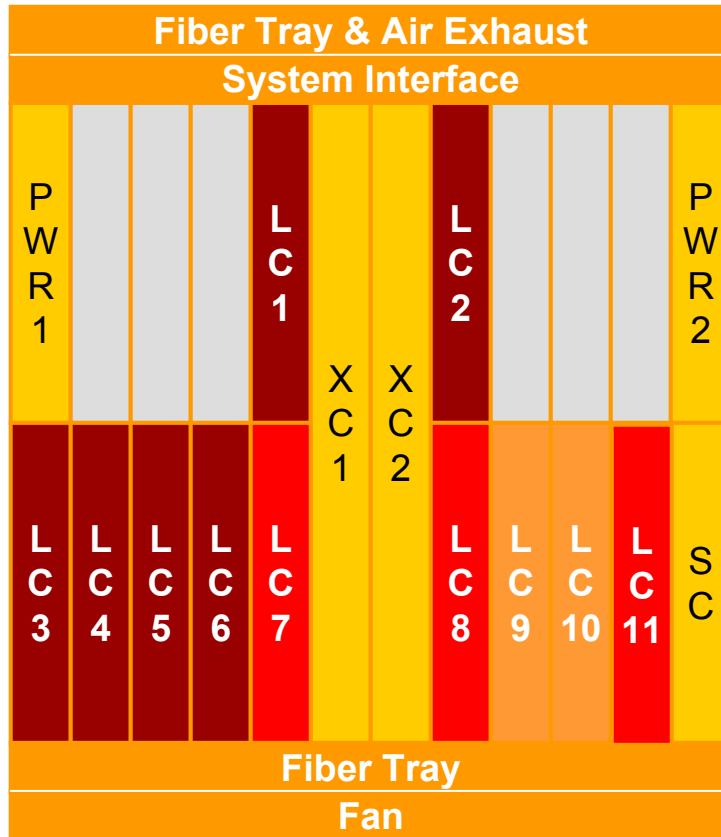 Fiber Tray & Air Exhaust
System Interface
PWR1
LC1
XC1
XC2
LC2
PWR2
LC3
LC4
LC5
LC6
LC7
LC8
LC9
LC10
LC11
SC
Fiber Tray
Fan